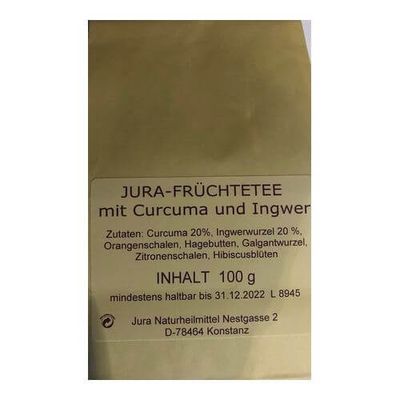 JURA-FRÜCHTETEE
mit Curcuma und Ingwer
Zutaten: Curcuma 20%, Ingwerwurzel 20 %,
Orangenschalen, Hagebutten, Galgantwurzel,
Zitronenschalen, Hibiscusblüten
INHALT 100 g
mindestens haltbar bis 31.12.2022 L 8945
Jura Naturheilmittel Nestgasse 2
D-78464 Konstanz